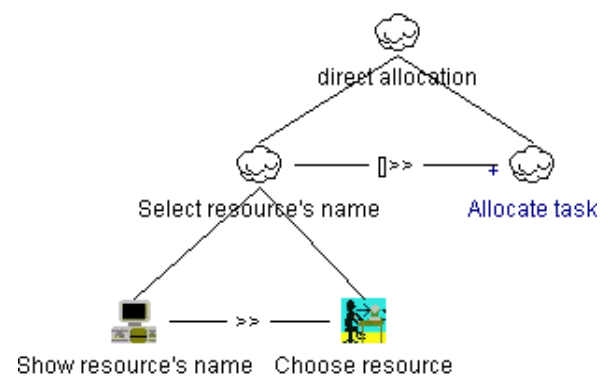 direct allocation
[]>>
+
Select resource's name
Allocate task
>>
Show resource's name
Choose resource